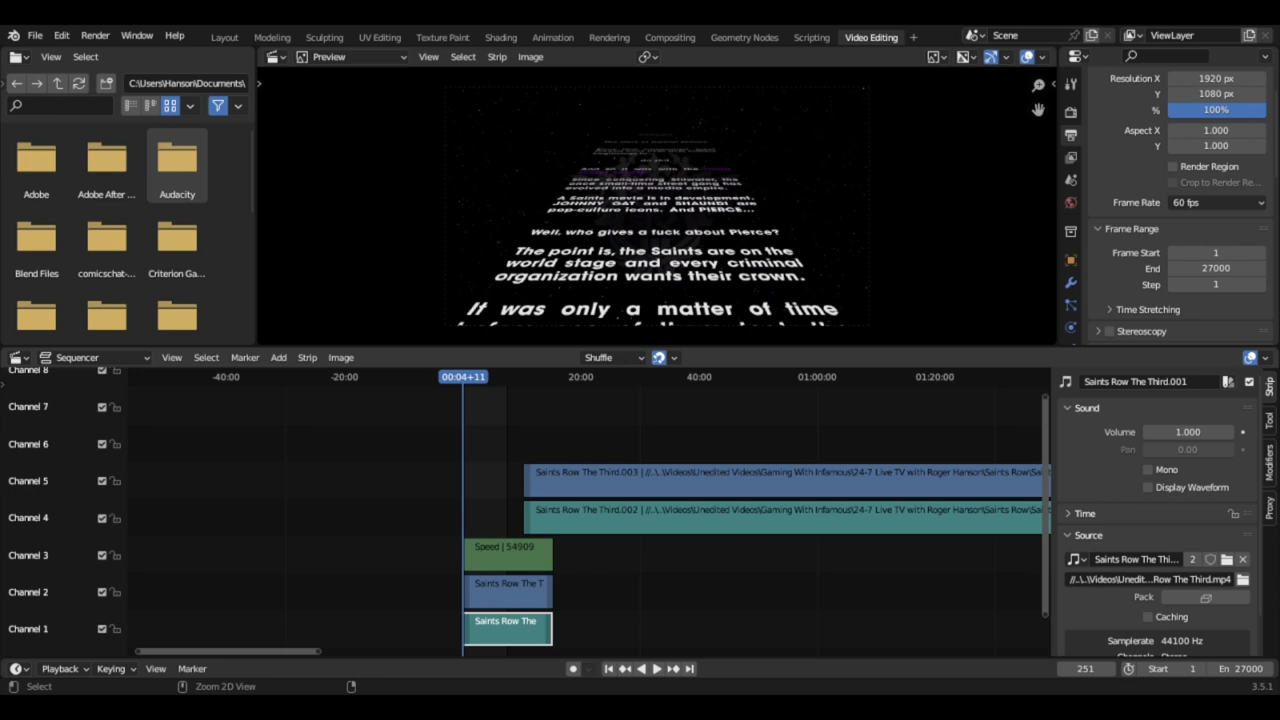 File Edit Render Window Help
Layout Modeling Sculpting UV Editing Texture Paint Shading Animation Rendering Compositing Geometry Nodes Scripting Video Editing +
Scene
ViewLayer
View Select
Preview
View Select Strip Image
C:\Users\Hanson\Documents\
Adobe
Adobe After ...
Audacity
Blend Files
comicschat-...
Criterion Ga...
And so it was with the
Since conquering Stilwater, the
once small-time street gang has
evolved into a media empire.
A Saints movie is in development,
JOHNNY GAT and SHAUNDI are
pop-culture icons. And PIERCE...
Well, who gives a fuck about Pierce?
The point is, the Saints are on the
world stage and every criminal
organization wants their crown.
It was only a matter of time
Resolution X 1920 px
Y 1080 px
% 100%
Aspect X 1.000
Y 1.000
Render Region
Crop to Render Re...
Frame Rate 60 fps
Frame Range
Frame Start 1
End 27000
Step 1
Time Stretching
Stereoscopy
Sequencer
View Select Marker Add Strip Image
Shuffle
Channel 8
Channel 7
Channel 6
Channel 5
Channel 4
Channel 3
Channel 2
Channel 1
-40:00 -20:00 00:04+11 20:00 40:00 01:00:00 01:20:00
Saints Row The Third.003 | //..\..\Videos\Unedited Videos\Gaming With Infamous\24-7 Live TV with Roger Hanson\Saints Row\Sai
Saints Row The Third.002 | //..\..\Videos\Unedited Videos\Gaming With Infamous\24-7 Live TV with Roger Hanson\Saints Row\Sai
Speed | 54909
Saints Row The T
Saints Row The
Saints Row The Third.001
Sound
Volume 1.000
Pan 0.00
Mono
Display Waveform
Time
Source
Saints Row The Thi... 2
//..\..\Videos\Unedit...Row The Third.mp4
Pack
Caching
Samplerate 44100 Hz
Strip
Tool
Modifiers
Proxy
Playback Keying View Marker
251 Start 1 En 27000
Select
Zoom 2D View
3.5.1